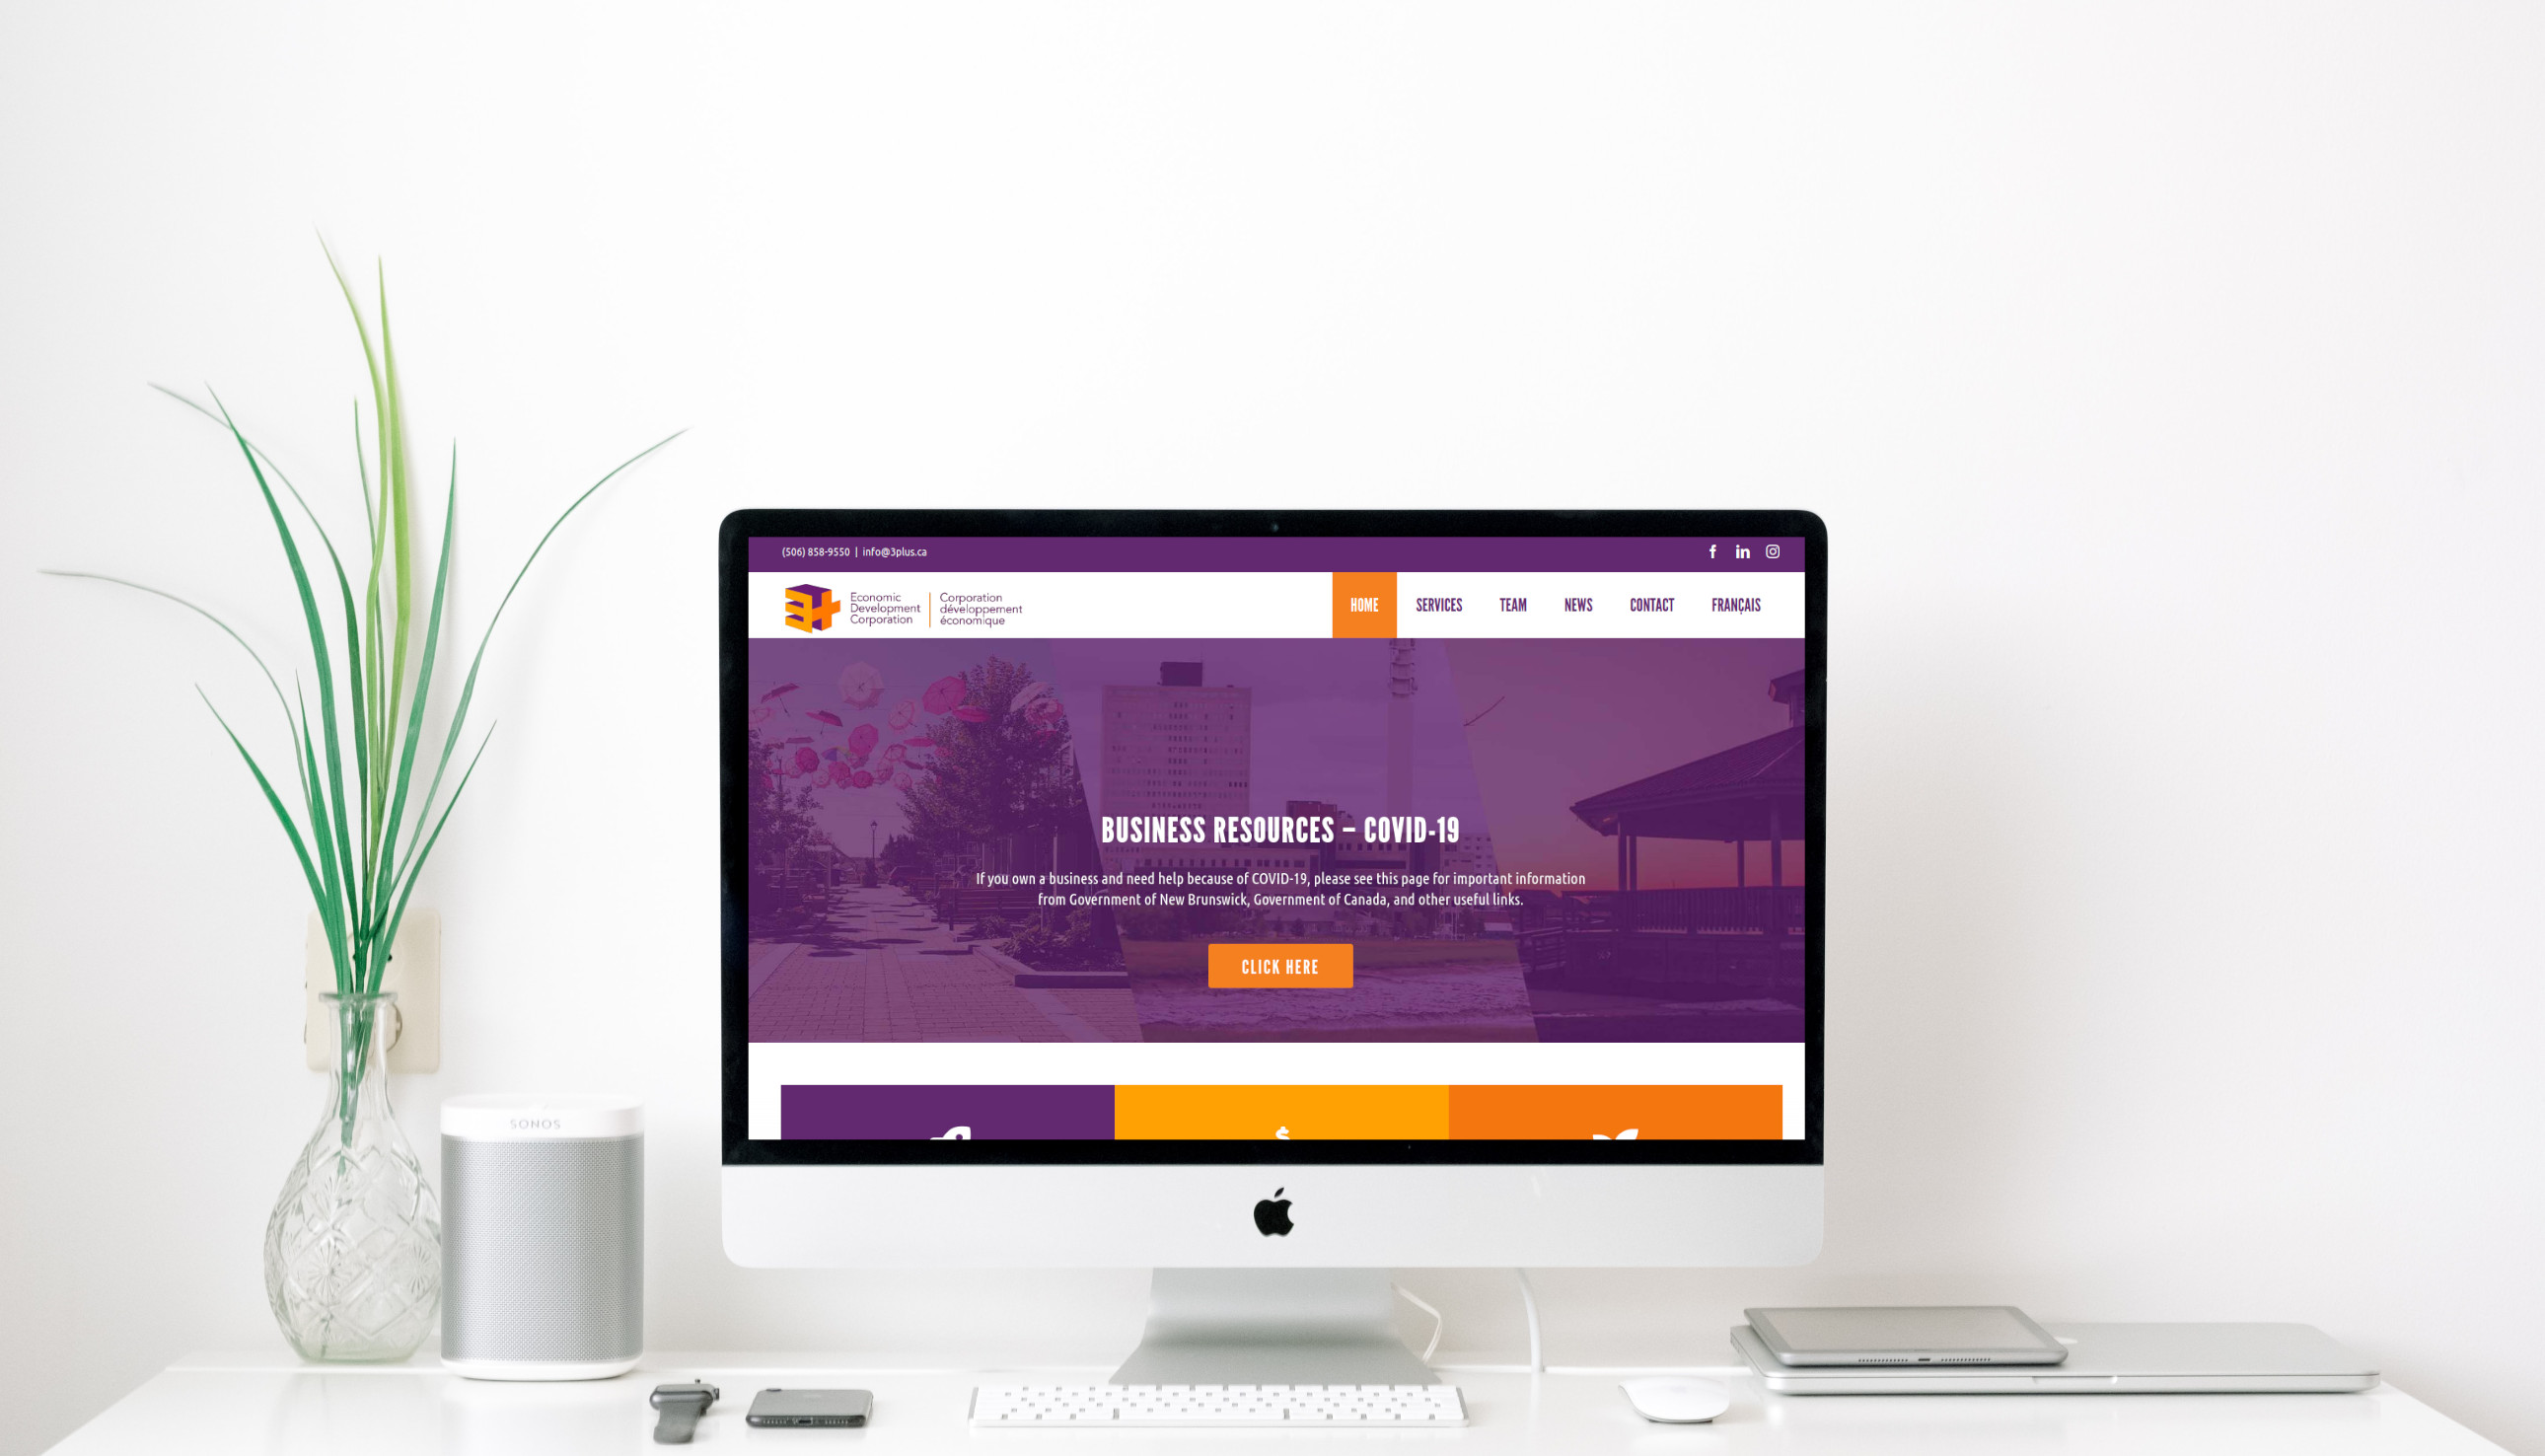 (506) 858-9550 | info@3plus.ca
f in
3+
Economic
Development
Corporation
Corporation
développement
économique
HOME SERVICES TEAM NEWS CONTACT FRANÇAIS
BUSINESS RESOURCES – COVID-19
If you own a business and need help because of COVID-19, please see this page for important information
from Government of New Brunswick, Government of Canada, and other useful links.
CLICK HERE
$
SONOS